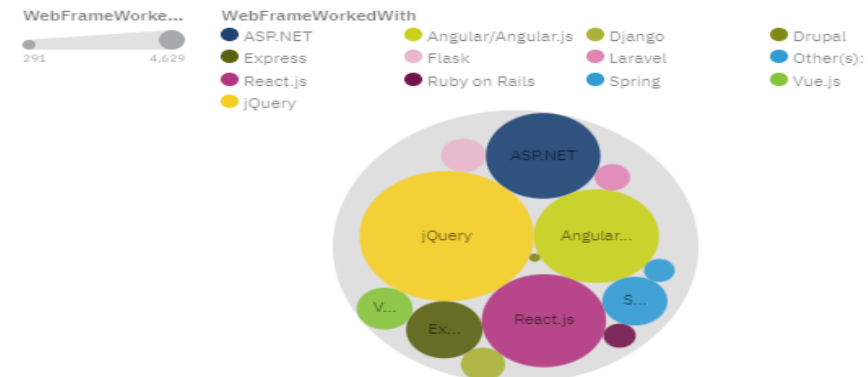 WebFrameWorke... WebFrameWorkedWith
ASP.NET Angular/Angular.js Django Drupal
291 4,629
Express Flask Laravel Other(s):
React.js Ruby on Rails Spring Vue.js
jQuery
ASP.NET
jQuery Angular...
S...
V...
React.js
Ex...